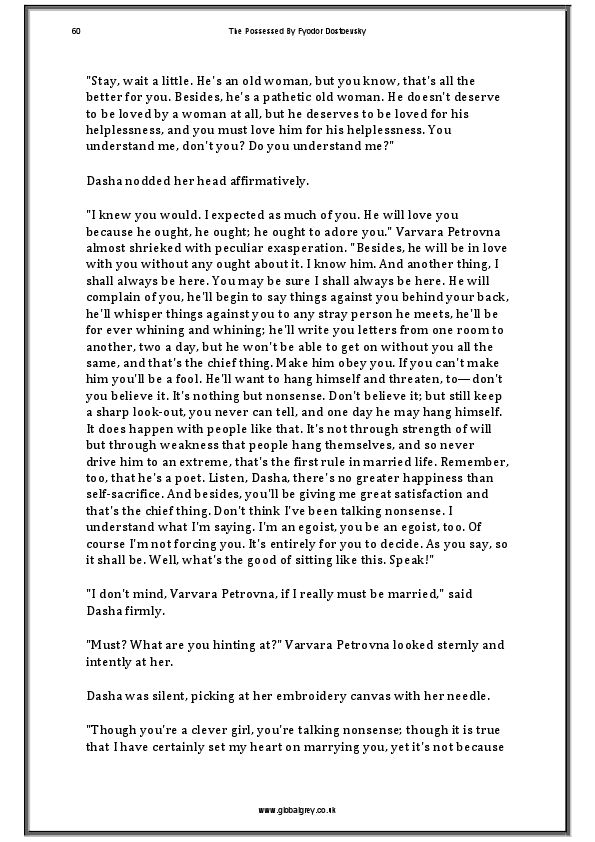 60 The Possessed By Fyodor Dostoevsky
"Stay, wait a little. He's an old woman, but you know, that's all the
better for you. Besides, he's a pathetic old woman. He doesn't deserve
to be loved by a woman at all, but he deserves to be loved for his
helplessness, and you must love him for his helplessness. You
understand me, don't you? Do you understand me?"
Dasha nodded her head affirmatively.
"I knew you would. I expected as much of you. He will love you
because he ought, he ought; he ought to adore you." Varvara Petrovna
almost shrieked with peculiar exasperation. "Besides, he will be in love
with you without any ought about it. I know him. And another thing, I
shall always be here. You may be sure I shall always be here. He will
complain of you, he'll begin to say things against you behind your back,
he'll whisper things against you to any stray person he meets, he'll be
for ever whining and whining; he'll write you letters from one room to
another, two a day, but he won't be able to get on without you all the
same, and that's the chief thing. Make him obey you. If you can't make
him you'll be a fool. He'll want to hang himself and threaten, to—don't
you believe it. It's nothing but nonsense. Don't believe it; but still keep
a sharp look-out, you never can tell, and one day he may hang himself.
It does happen with people like that. It's not through strength of will
but through weakness that people hang themselves, and so never
drive him to an extreme, that's the first rule in married life. Remember,
too, that he's a poet. Listen, Dasha, there's no greater happiness than
self-sacrifice. And besides, you'll be giving me great satisfaction and
that's the chief thing. Don't think I've been talking nonsense. I
understand what I'm saying. I'm an egoist, you be an egoist, too. Of
course I'm not forcing you. It's entirely for you to decide. As you say, so
it shall be. Well, what's the good of sitting like this. Speak!"
"I don't mind, Varvara Petrovna, if I really must be married," said
Dasha firmly.
"Must? What are you hinting at?" Varvara Petrovna looked sternly and
intently at her.
Dasha was silent, picking at her embroidery canvas with her needle.
"Though you're a clever girl, you're talking nonsense; though it is true
that I have certainly set my heart on marrying you, yet it's not because
www.globalgrey.co.uk